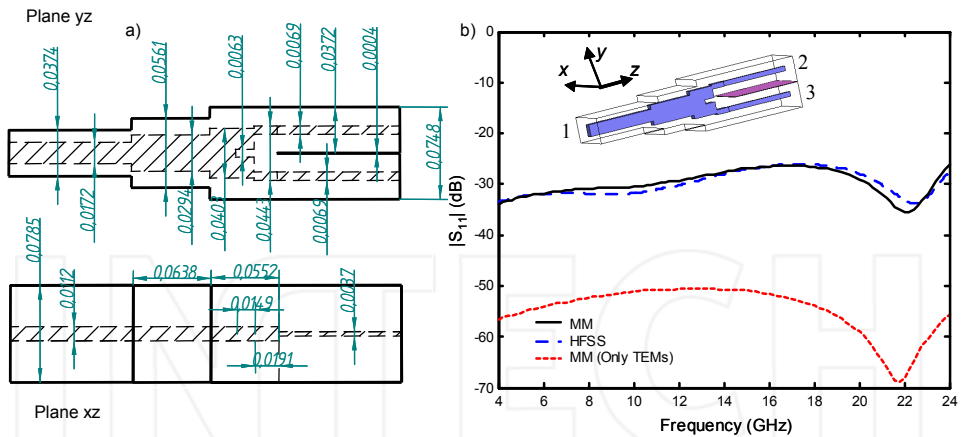 Plane yz
a)
0,0374
0,0561
0,0063
0,0069
0,0372
0,0004
0,0748
0,0172
0,0294
0,0403
0,0443
0,0069
0,0785
0,0112
0,0638
0,0552
0,0149
0,0037
0,0191
Plane xz
b)
0
-10
-20
-30
-40
-50
-60
-70
|S11| (dB)
x
y
z
1
2
3
MM
HFSS
MM (Only TEMs)
4 6 8 10 12 14 16 18 20 22 24
Frequency (GHz)
INTECH